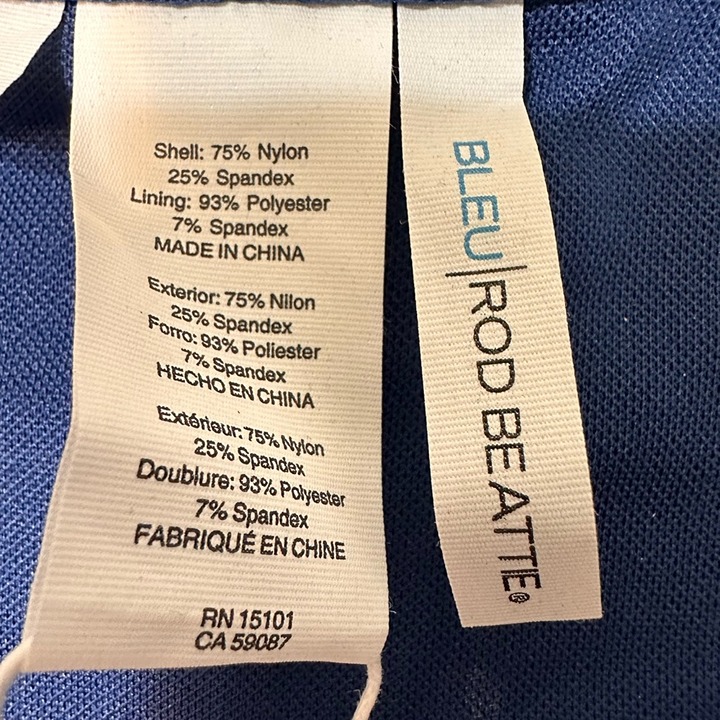 Shell: 75% Nylon
25% Spandex
Lining: 93% Polyester
7% Spandex
MADE IN CHINA
Exterior: 75% Nilon
25% Spandex
Forro: 93% Poliester
7% Spandex
HECHO EN CHINA
Extérieur: 75% Nylon
25% Spandex
Doublure: 93% Polyester
7% Spandex
FABRIQUÉ EN CHINE
RN 15101
CA 59087
BLEU|ROD BEATTIE®